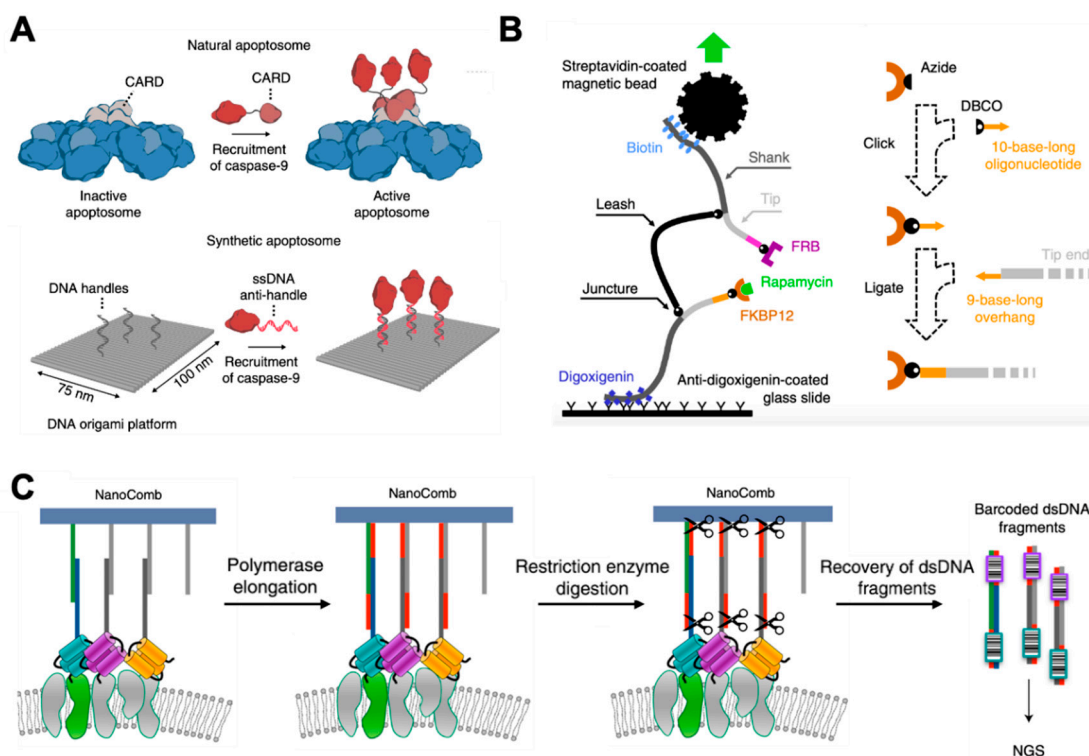 A
Natural apoptosome
CARD
CARD
Recruitment
of caspase-9
Inactive
apoptosome
Active
apoptosome
Synthetic apoptosome
DNA handles
ssDNA
anti-handle
Recruitment
of caspase-9
75 nm
100 nm
DNA origami platform
B
Streptavidin-coated
magnetic bead
Biotin
Shank
Leash
Tip
FRB
Rapamycin
Juncture
FKBP12
Digoxigenin
Anti-digoxigenin-coated
glass slide
Azide
DBCO
Click
10-base-long
oligonucleotide
Tip end
Ligate
9-base-long
overhang
C
NanoComb
Polymerase
elongation
NanoComb
Restriction enzyme
digestion
NanoComb
Recovery of dsDNA
fragments
Barcoded dsDNA
fragments
NGS